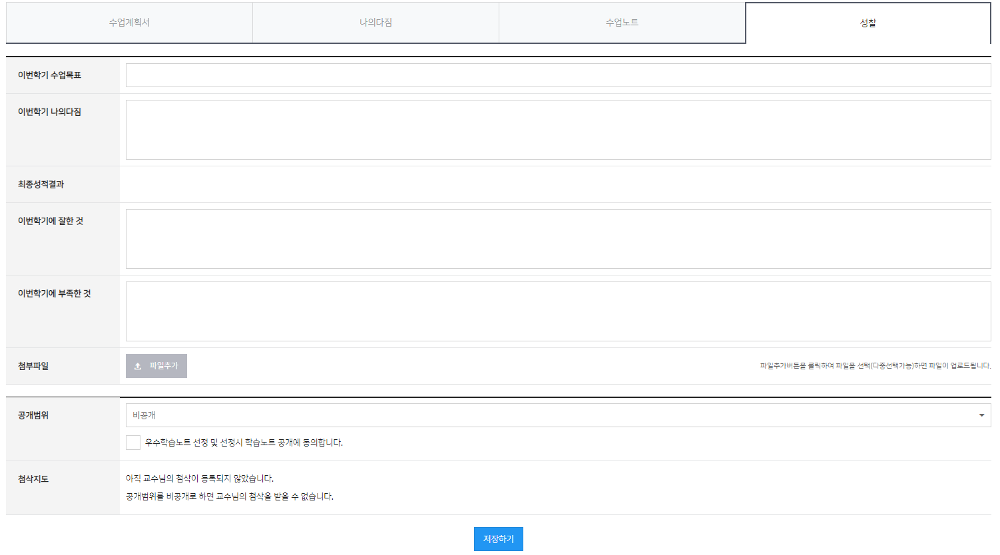 수업계획서
나의다짐
수업노트
성찰
이번학기 수업목표
이번학기 나의다짐
최종성적결과
이번학기에 잘한 것
이번학기에 부족한 것
첨부파일
파일추가
파일추가버튼을 클릭하여 파일을 선택(다중선택가능)하면 파일이 업로드됩니다.
공개범위
비공개
우수학습노트 선정 및 선정시 학습노트 공개에 동의합니다.
첨삭지도
아직 교수님의 첨삭이 등록되지 않았습니다.
공개범위를 비공개로 하면 교수님의 첨삭을 받을 수 없습니다.
저장하기